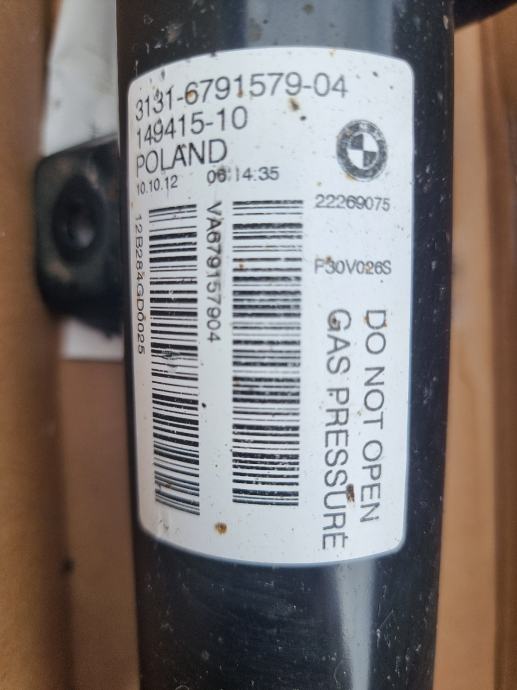 3131-6791579-04
149415-10
POLAND
10.10.12 06:14:35
22269075
F30V026S
12B284GD0025
VA679157904
DO NOT OPEN
GAS PRESSURE